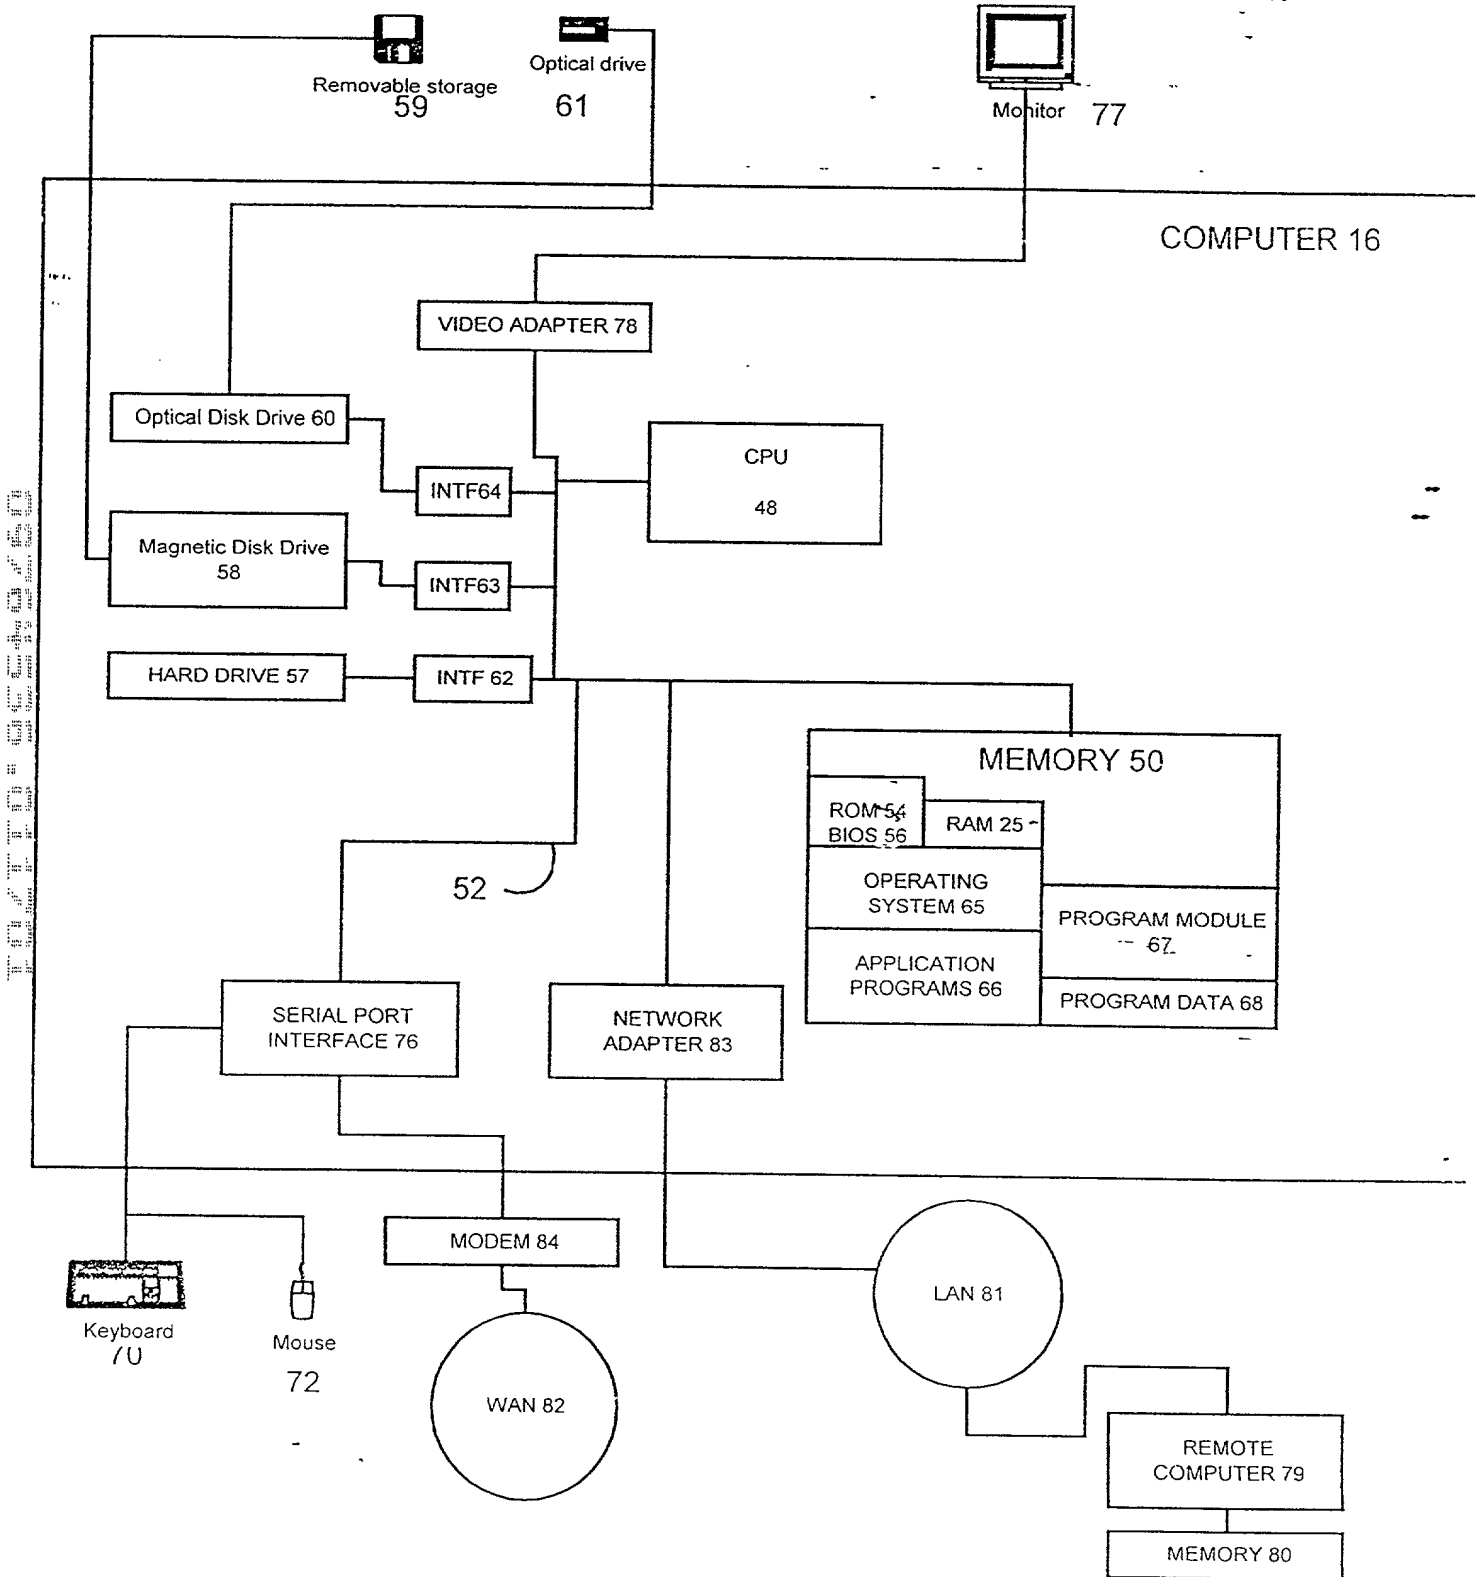 Removable storage
59
Optical drive
61
Monitor 77
COMPUTER 16
VIDEO ADAPTER 78
Optical Disk Drive 60
CPU
48
INTF64
Magnetic Disk Drive
58
INTF63
HARD DRIVE 57
INTF 62
MEMORY 50
ROM 54
BIOS 56
RAM 25
OPERATING
SYSTEM 65
PROGRAM MODULE
67
APPLICATION
PROGRAMS 66
PROGRAM DATA 68
52
SERIAL PORT
INTERFACE 76
NETWORK
ADAPTER 83
MODEM 84
LAN 81
Keyboard
70
Mouse
72
WAN 82
REMOTE
COMPUTER 79
MEMORY 80